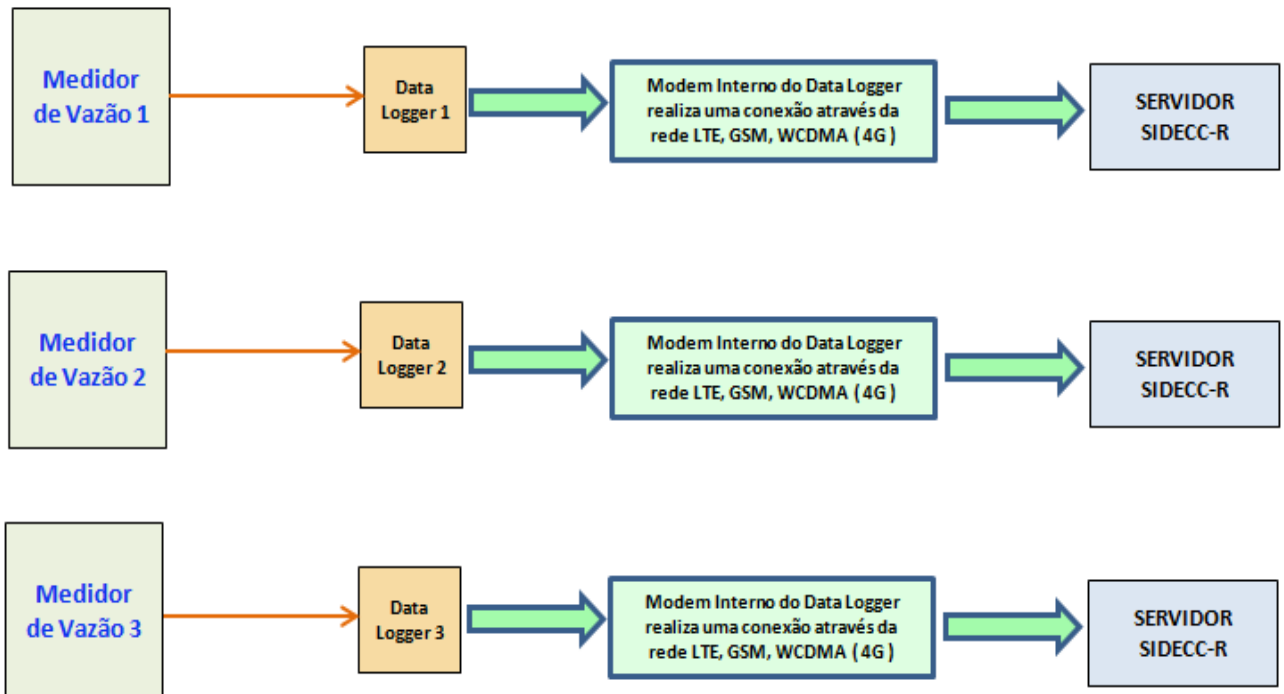 Medidor
de Vazão 1
Data
Logger 1
Modem Interno do Data Logger
realiza uma conexão através da
rede LTE, GSM, WCDMA ( 4G )
SERVIDOR
SIDECC-R
Medidor
de Vazão 2
Data
Logger 2
Modem Interno do Data Logger
realiza uma conexão através da
rede LTE, GSM, WCDMA ( 4G )
SERVIDOR
SIDECC-R
Medidor
de Vazão 3
Data
Logger 3
Modem Interno do Data Logger
realiza uma conexão através da
rede LTE, GSM, WCDMA ( 4G )
SERVIDOR
SIDECC-R